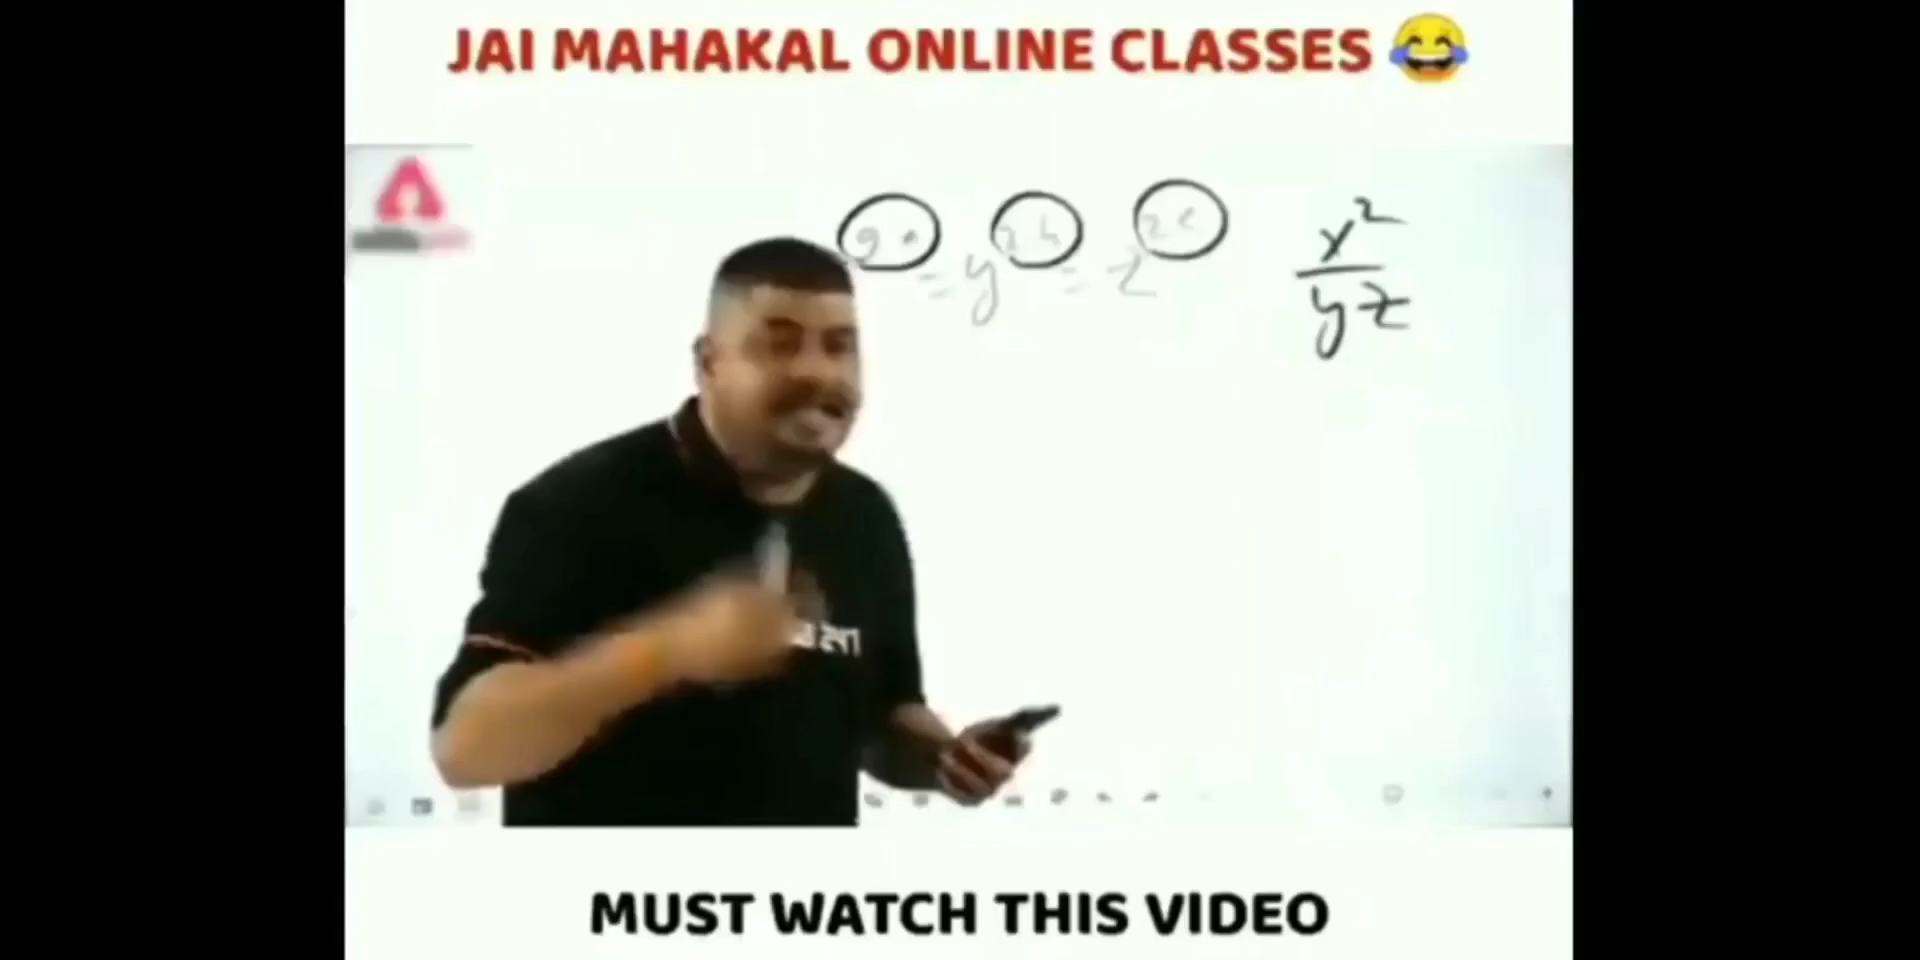 JAI MAHAKAL ONLINE CLASSES 😂
= y = z
x²
yz
MUST WATCH THIS VIDEO